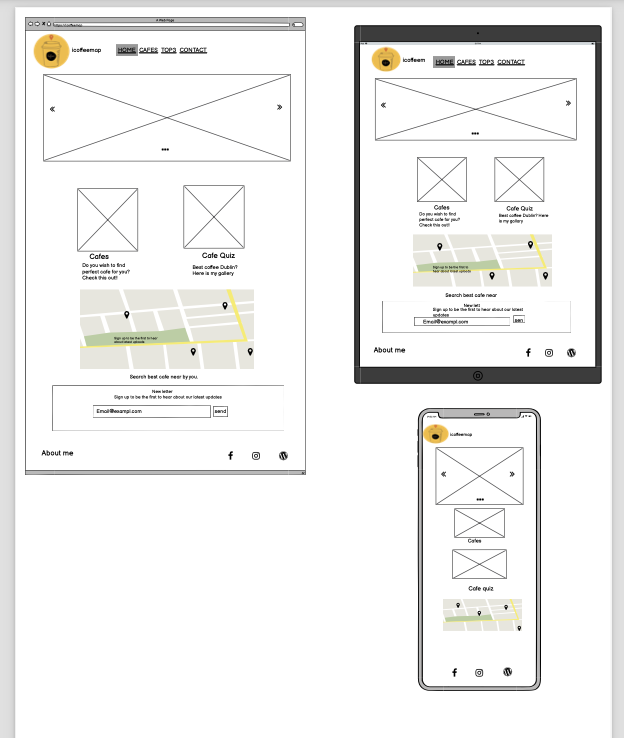 A Web Page
https://icoffeemap
icoffeemap
HOME CAFES TOP3 CONTACT
Cafes
Do you wish to find
perfect cafe for you?
Check this out!!
Cafe Quiz
Best coffee Dublin?
Here is my gallery
Sign up to be the first to hear
about latest uploads
Search best cafe near by you.
New letter
Sign up to be the first to hear about our latest updates
Email@exampl.com
send
About me
icoffeem
HOME CAFES TOP3 CONTACT
Cafes
Do you wish to find
perfect cafe for you?
Check this out!!
Cafe Quiz
Best coffee Dublin? Here
is my gallory
Sign up to be the first to
hear about latest uploads
Search best cafe near
New lett
Sign up to be the first to hear about our latest
updates
Email@exampl.com
sen
About me
icoffeemap
Cafes
Cafe quiz